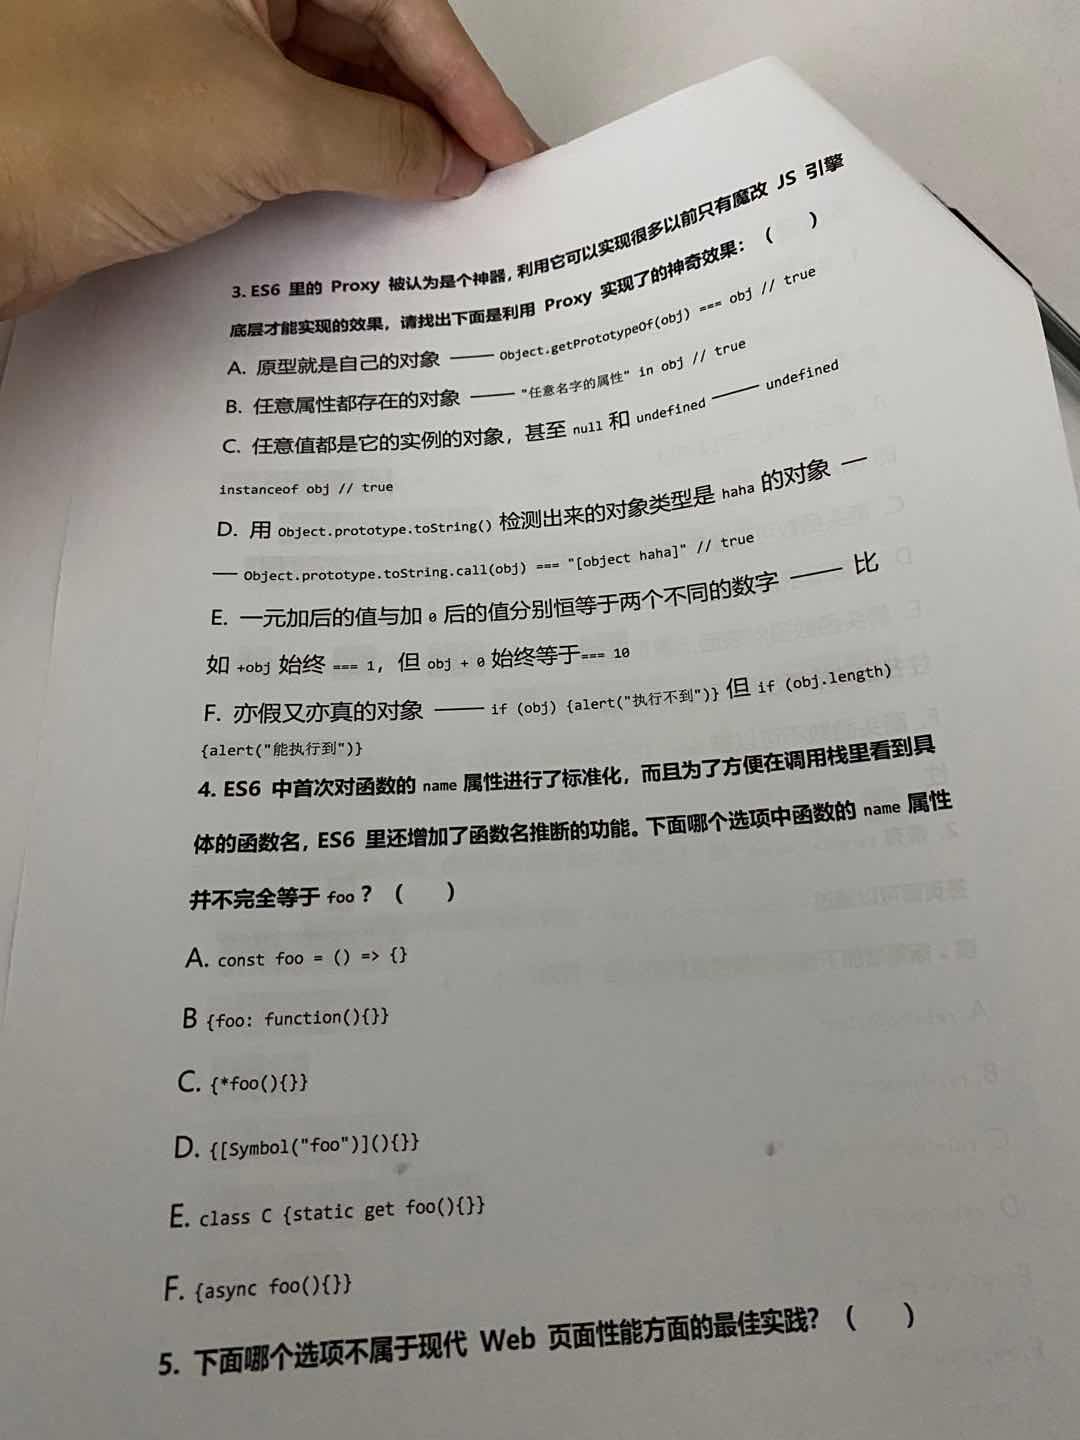 3. ES6 里的 Proxy 被认为是个神器, 利用它可以实现很多以前只有魔改 JS 引擎
底层才能实现的效果，请找出下面是利用 Proxy 实现了的神奇效果：（ ）
A. 原型就是自己的对象 —— Object.getPrototypeOf(obj) === obj // true
B. 任意属性都存在的对象 —— "任意名字的属性" in obj // true
C. 任意值都是它的实例的对象，甚至 null 和 undefined —— undefined
instanceof obj // true
D. 用 Object.prototype.toString() 检测出来的对象类型是 haha 的对象 —
— Object.prototype.toString.call(obj) === "[object haha]" // true
E. 一元加后的值与加 0 后的值分别恒等于两个不同的数字 —— 比
如 +obj 始终 === 1，但 obj + 0 始终等于=== 10
F. 亦假又亦真的对象 —— if (obj) {alert("执行不到")} 但 if (obj.length)
{alert("能执行到")}
4. ES6 中首次对函数的 name 属性进行了标准化，而且为了方便在调用栈里看到具
体的函数名，ES6 里还增加了函数名推断的功能。下面哪个选项中函数的 name 属性
并不完全等于 foo？（ ）
A. const foo = () => {}
B {foo: function(){}}
C. {*foo(){}}
D. {[Symbol("foo")](){}}
E. class C {static get foo(){}}
F. {async foo(){}}
5. 下面哪个选项不属于现代 Web 页面性能方面的最佳实践？（ ）